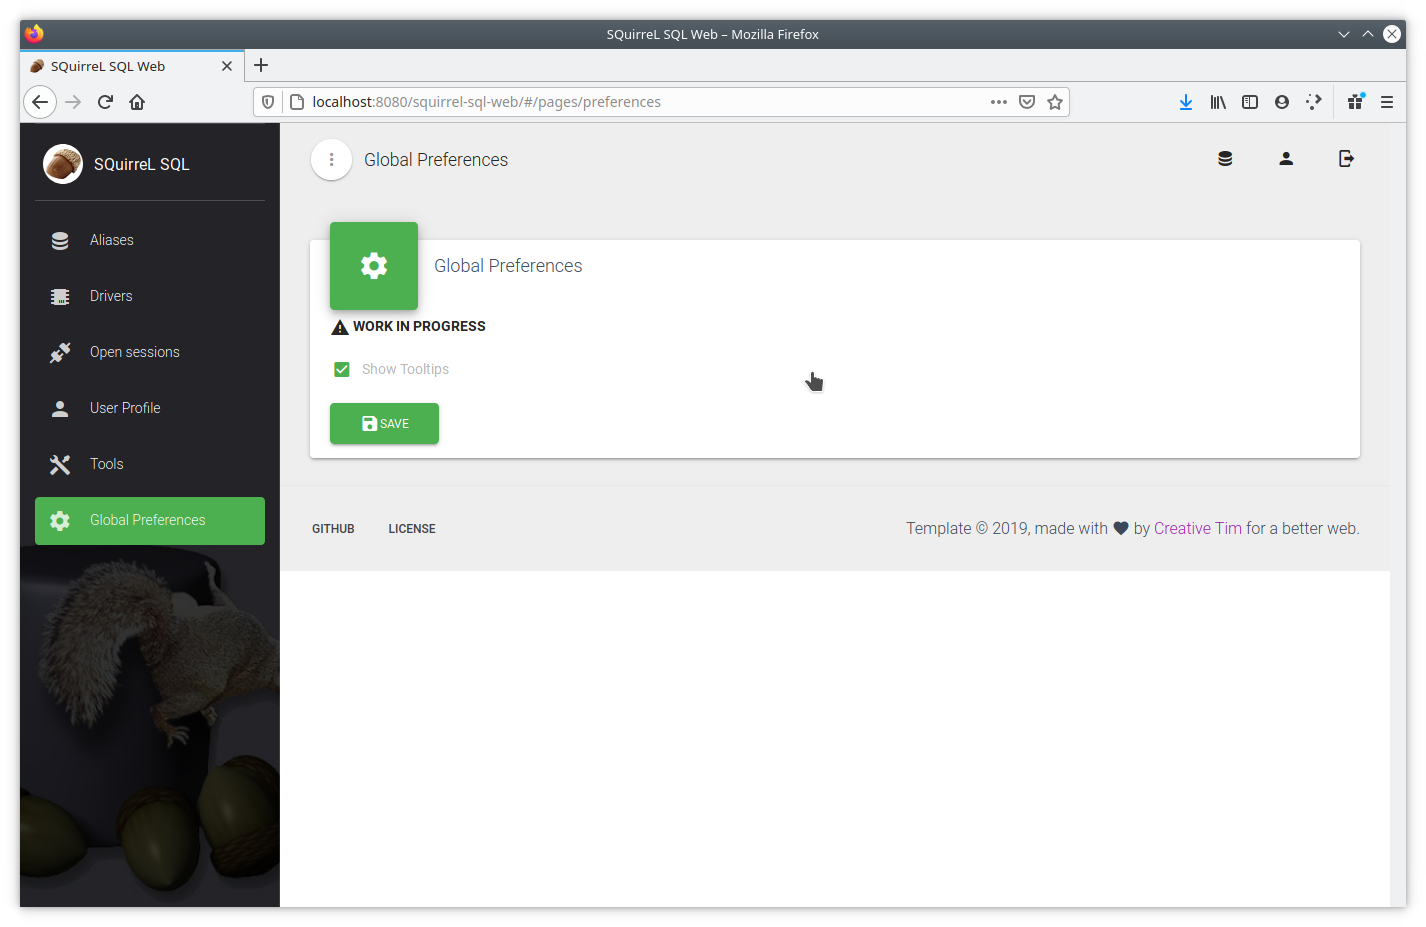 SQuirreL SQL Web – Mozilla Firefox
SQuirreL SQL Web
localhost:8080/squirrel-sql-web/#/pages/preferences
SQuirreL SQL
Global Preferences
Aliases
Drivers
Open sessions
User Profile
Tools
Global Preferences
Global Preferences
WORK IN PROGRESS
Show Tooltips
SAVE
GITHUB LICENSE
Template © 2019, made with ♥ by Creative Tim for a better web.